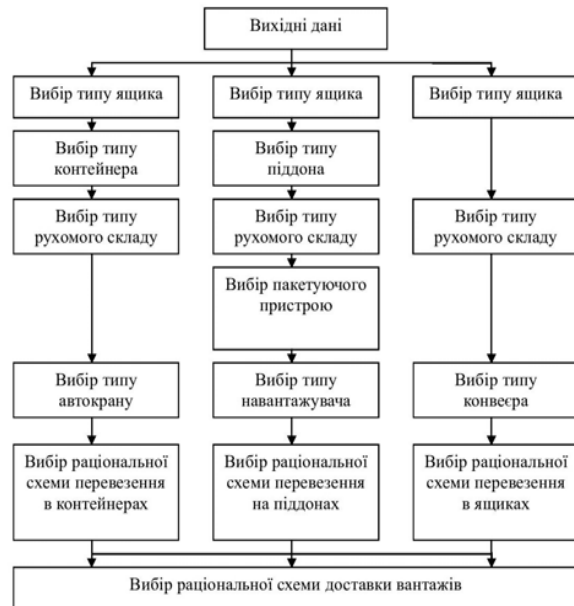 Вихідні дані
Вибір типу ящика
Вибір типу ящика
Вибір типу ящика
Вибір типу
контейнера
Вибір типу
піддона
Вибір типу
рухомого складу
Вибір типу
рухомого складу
Вибір типу
рухомого складу
Вибір пакетуючого
пристрою
Вибір типу
автокрану
Вибір типу
навантажувача
Вибір типу
конвеєра
Вибір раціональної
схеми перевезення
в контейнерах
Вибір раціональної
схеми перевезення
на піддонах
Вибір раціональної
схеми перевезення
в ящиках
Вибір раціональної схеми доставки вантажів